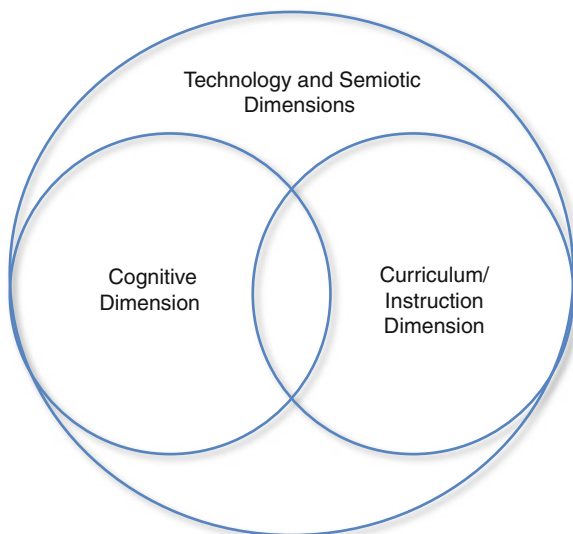 Technology and Semiotic
Dimensions
Cognitive
Dimension
Curriculum/
Instruction
Dimension